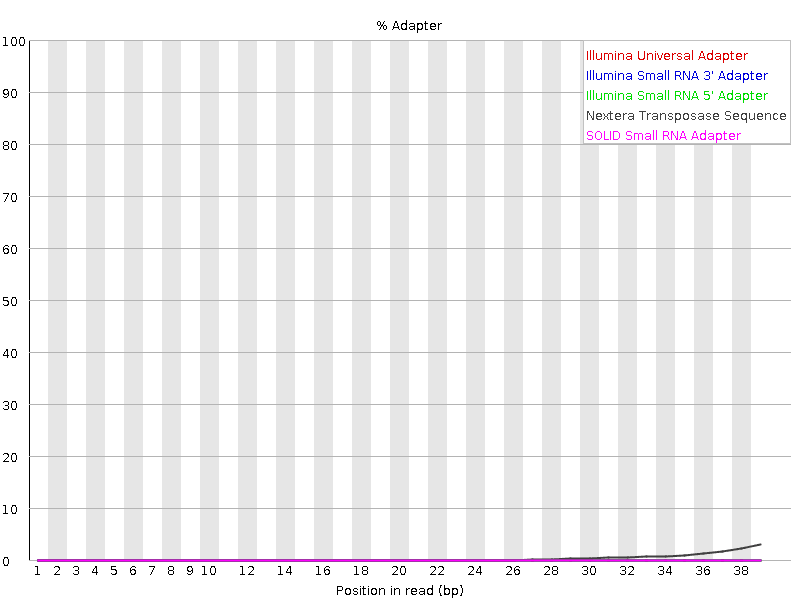 % Adapter
100
90
80
70
60
50
40
30
20
10
0
Illumina Universal Adapter
Illumina Small RNA 3' Adapter
Illumina Small RNA 5' Adapter
Nextera Transposase Sequence
SOLID Small RNA Adapter
1 2 3 4 5 6 7 8 9 10 12 14 16 18 20 22 24 26 28 30 32 34 36 38
Position in read (bp)